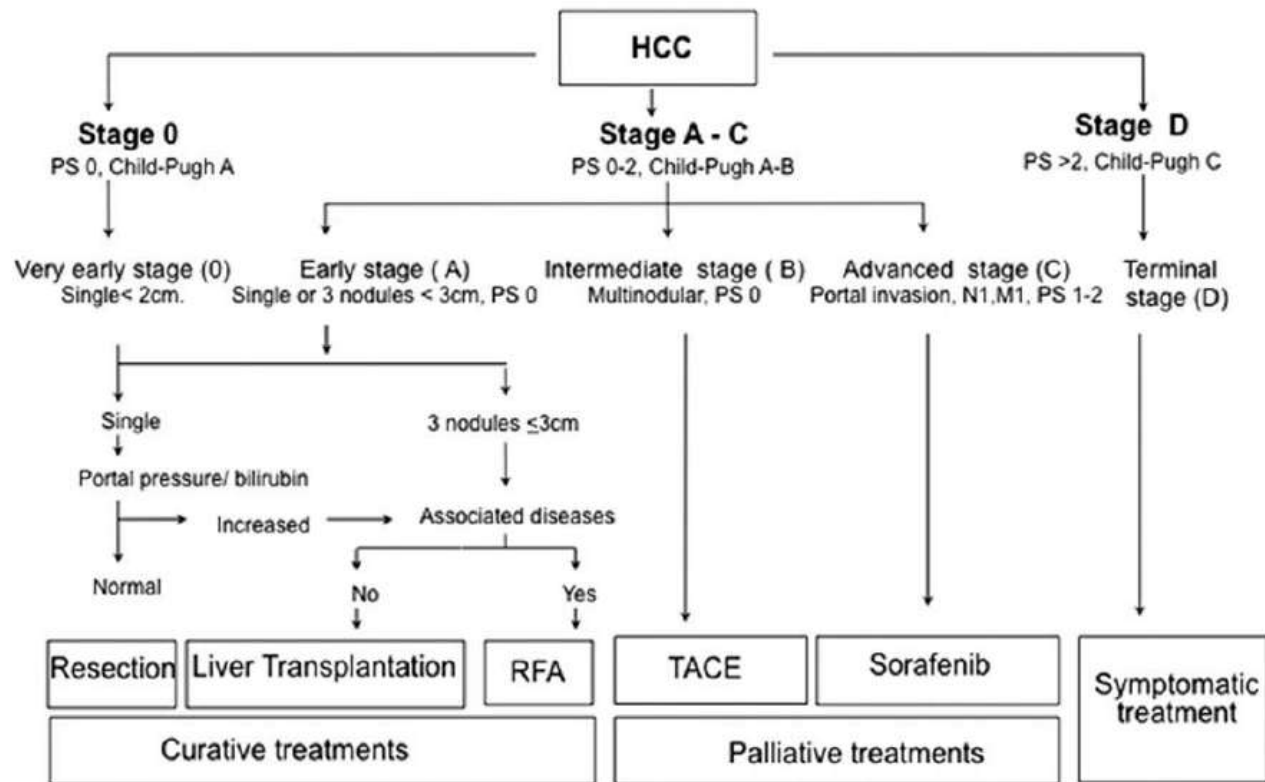 HCC
Stage 0
PS 0, Child-Pugh A
Stage A - C
PS 0-2, Child-Pugh A-B
Stage D
PS >2, Child-Pugh C
Very early stage (0)
Single< 2cm.
Early stage ( A)
Single or 3 nodules < 3cm, PS 0
Intermediate stage ( B)
Multinodular, PS 0
Advanced stage (C)
Portal invasion, N1,M1, PS 1-2
Terminal
stage (D)
Single
3 nodules ≤3cm
Portal pressure/ bilirubin
Increased
Associated diseases
Normal
No
Yes
Resection
Liver Transplantation
RFA
TACE
Sorafenib
Symptomatic
treatment
Curative treatments
Palliative treatments